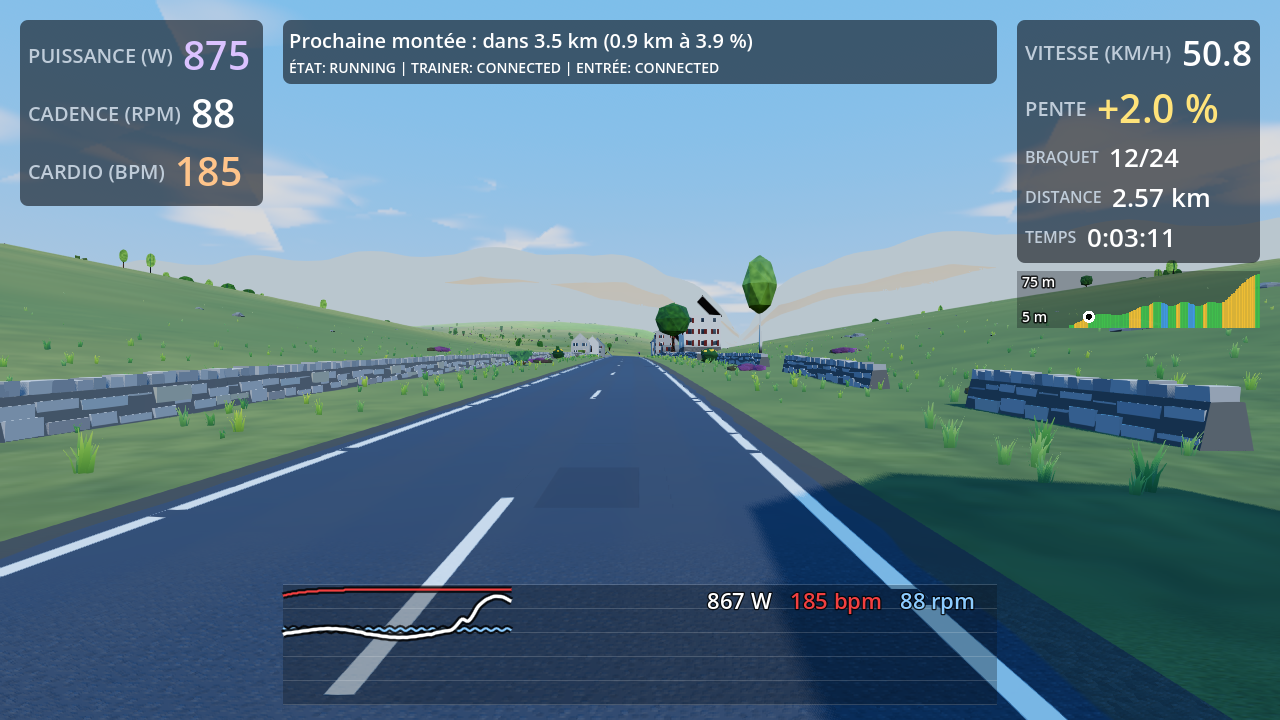 PUISSANCE (W) 875
CADENCE (RPM) 88
CARDIO (BPM) 185
Prochaine montée : dans 3.5 km (0.9 km à 3.9 %)
ÉTAT: RUNNING | TRAINER: CONNECTED | ENTRÉE: CONNECTED
VITESSE (KM/H) 50.8
PENTE +2.0 %
BRAQUET 12/24
DISTANCE 2.57 km
TEMPS 0:03:11
75 m
5 m
867 W 185 bpm 88 rpm